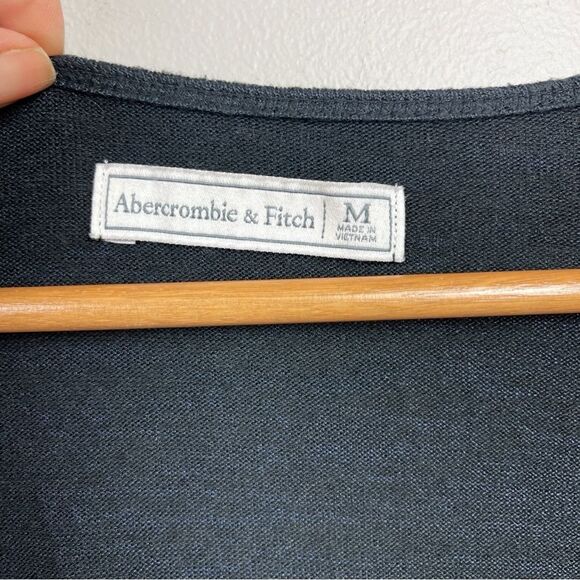 Abercrombie & Fitch
M
MADE IN
VIETNAM